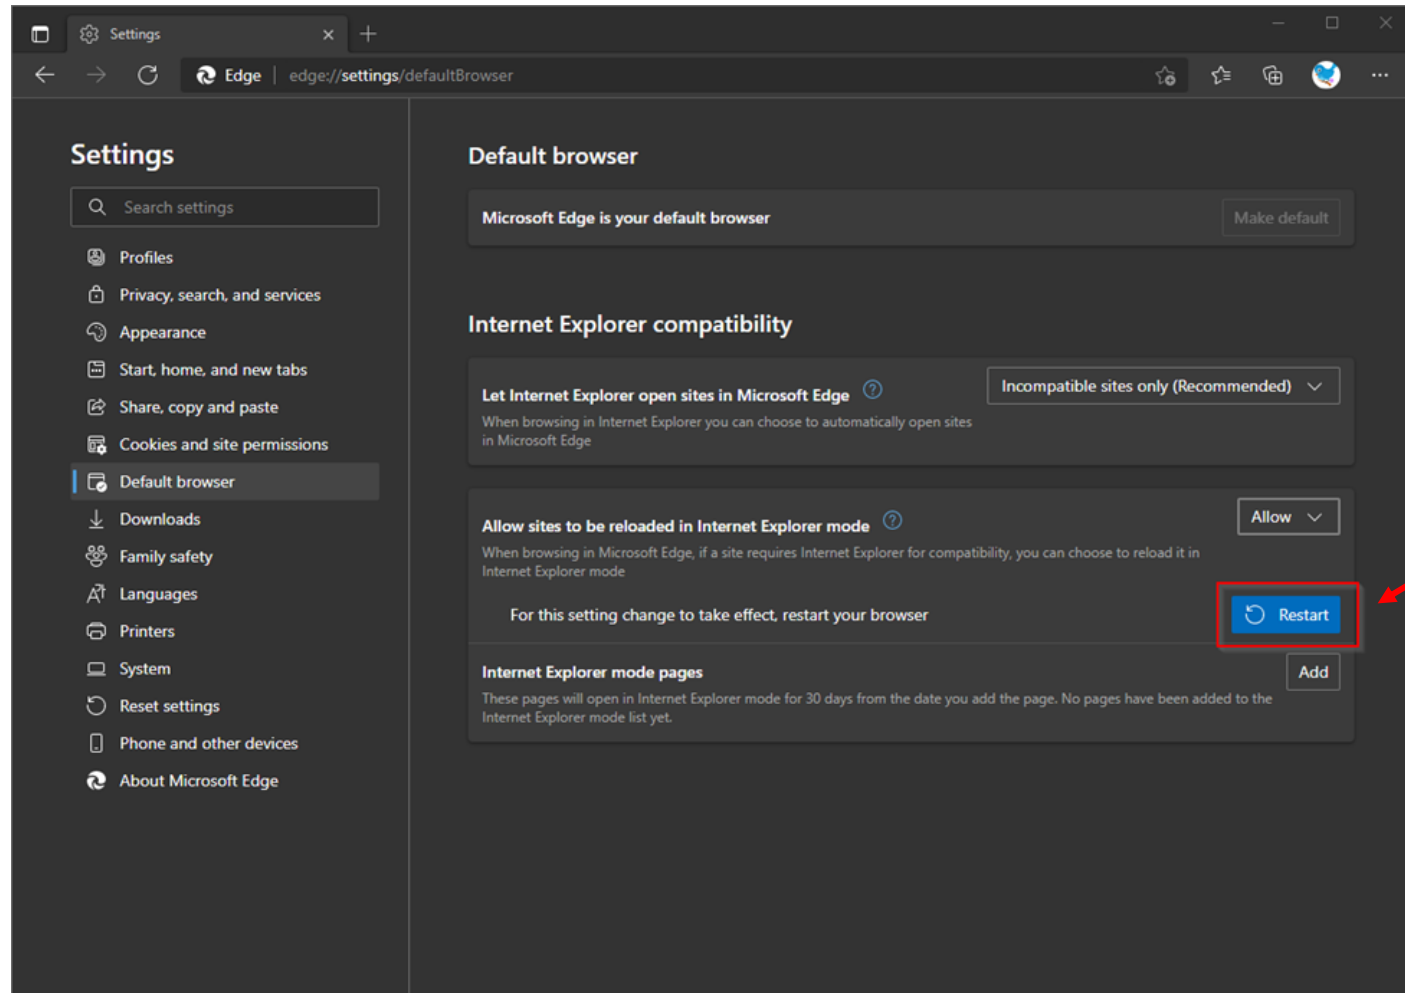 Settings
Edge | edge://settings/defaultBrowser
Settings
Search settings
Profiles
Privacy, search, and services
Appearance
Start, home, and new tabs
Share, copy and paste
Cookies and site permissions
Default browser
Downloads
Family safety
Languages
Printers
System
Reset settings
Phone and other devices
About Microsoft Edge
Default browser
Microsoft Edge is your default browser
Make default
Internet Explorer compatibility
Let Internet Explorer open sites in Microsoft Edge
Incompatible sites only (Recommended)
When browsing in Internet Explorer you can choose to automatically open sites
in Microsoft Edge
Allow sites to be reloaded in Internet Explorer mode
Allow
When browsing in Microsoft Edge, if a site requires Internet Explorer for compatibility, you can choose to reload it in
Internet Explorer mode
For this setting change to take effect, restart your browser
Restart
Internet Explorer mode pages
Add
These pages will open in Internet Explorer mode for 30 days from the date you add the page. No pages have been added to the
Internet Explorer mode list yet.